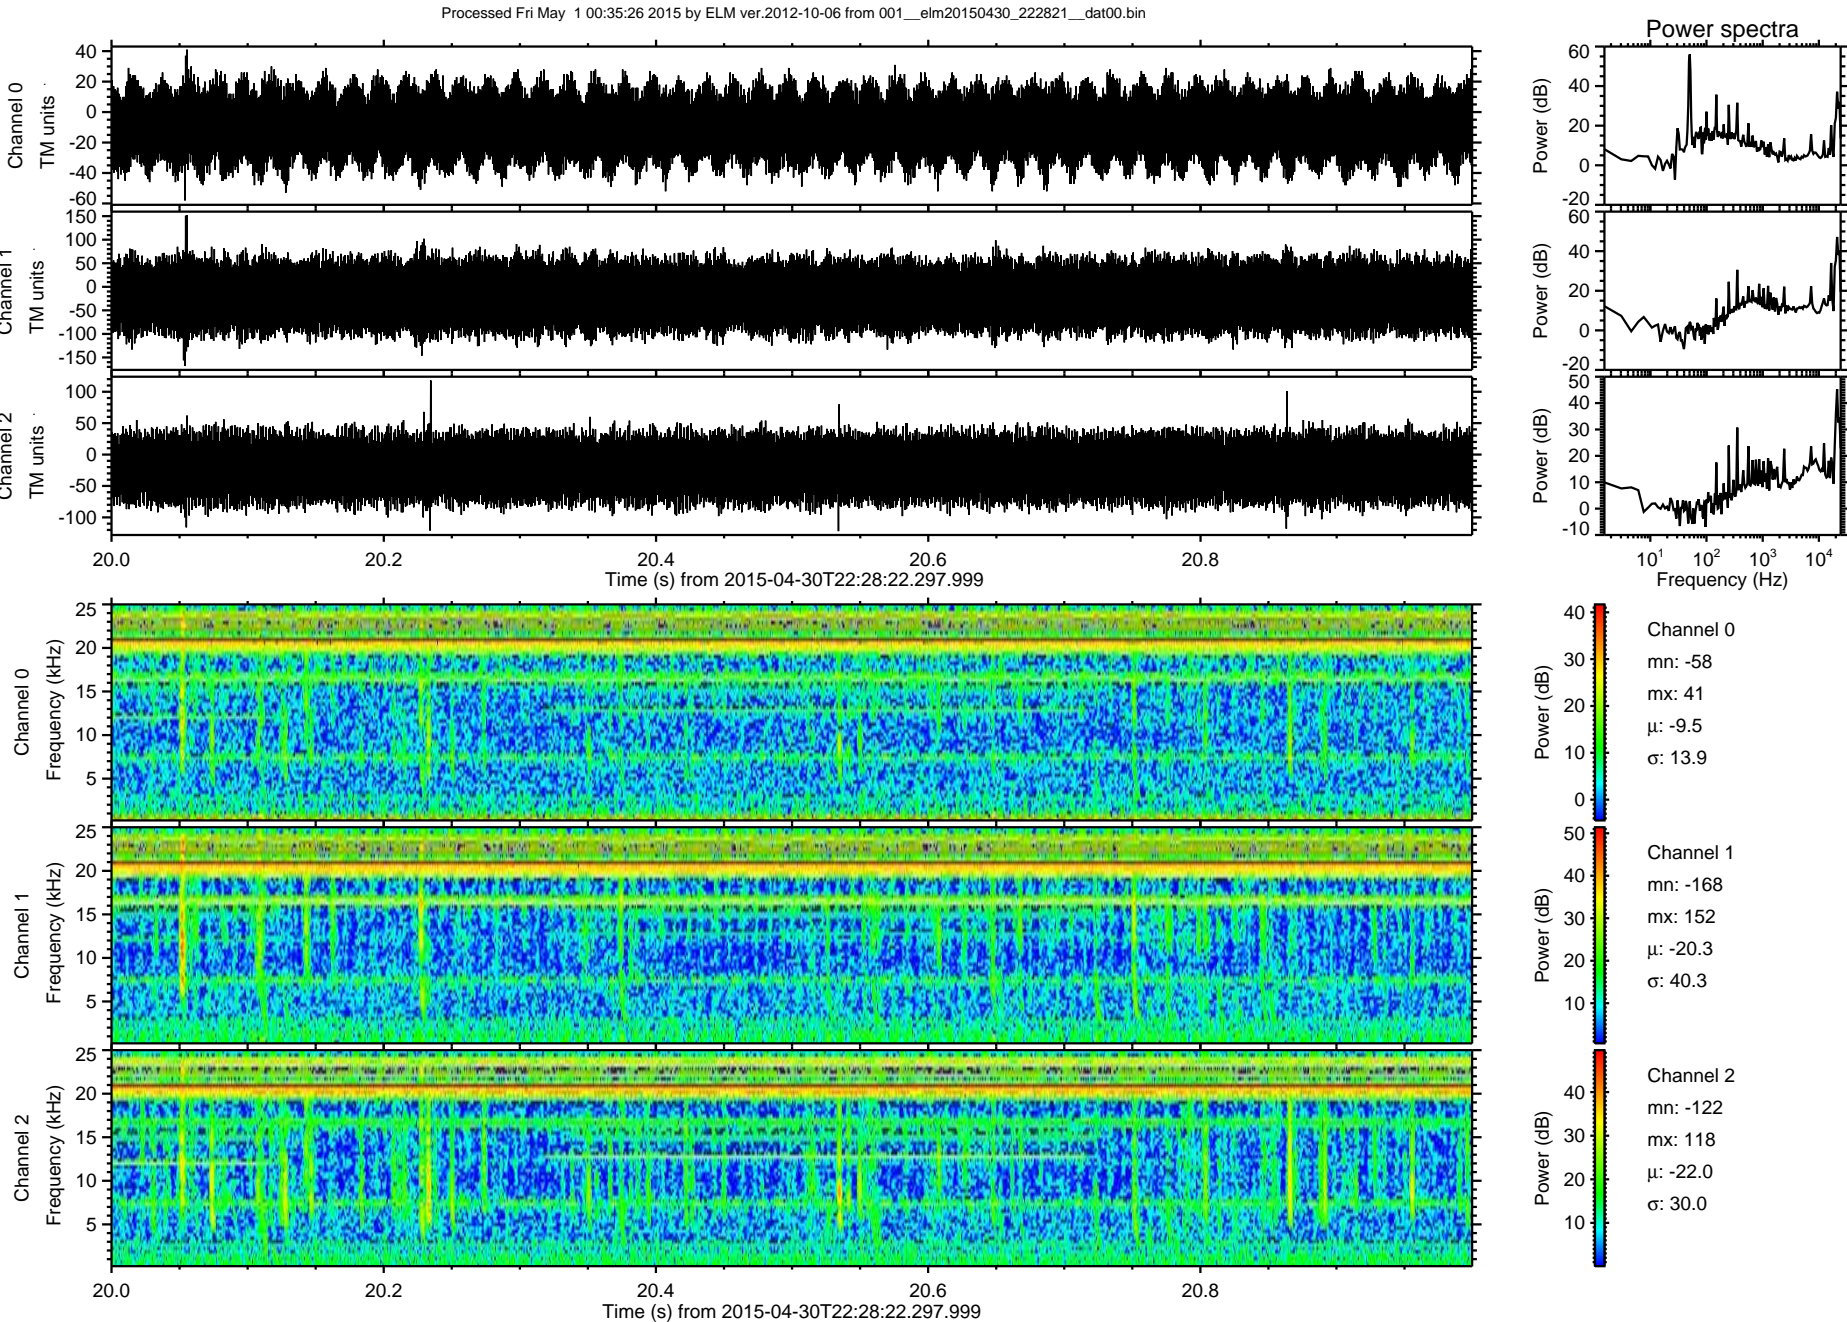 Processed Fri May  1 00:35:26 2015 by ELM ver.2012-10-06 from 001__elm20150430_222821__dat00.bin
Power spectra
Channel 0
TM units
40
20
0
-20
-40
-60
Power (dB)
60
40
20
0
-20
Channel 1
TM units
150
100
50
0
-50
-100
-150
Power (dB)
60
40
20
0
-20
Channel 2
TM units
100
50
0
-50
-100
Power (dB)
50
40
30
20
10
0
-10
20.0 20.2 20.4 20.6 20.8
Time (s) from 2015-04-30T22:28:22.297.999
10^1 10^2 10^3 10^4
Frequency (Hz)
Channel 0
Frequency (kHz)
25
20
15
10
5
Power (dB)
40
30
20
10
0
Channel 0
mn: -58
mx: 41
μ: -9.5
σ: 13.9
Channel 1
Frequency (kHz)
25
20
15
10
5
Power (dB)
50
40
30
20
10
Channel 1
mn: -168
mx: 152
μ: -20.3
σ: 40.3
Channel 2
Frequency (kHz)
25
20
15
10
5
Power (dB)
40
30
20
10
Channel 2
mn: -122
mx: 118
μ: -22.0
σ: 30.0
20.0 20.2 20.4 20.6 20.8
Time (s) from 2015-04-30T22:28:22.297.999